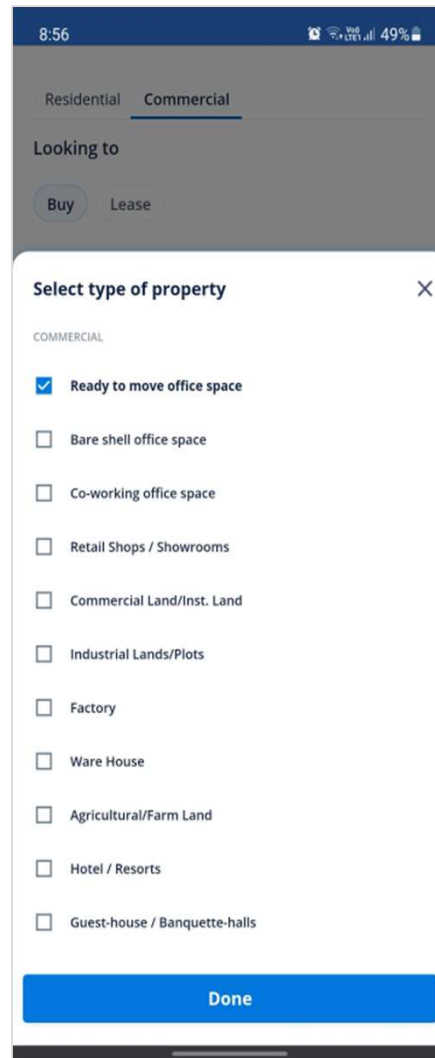 8:56 Vo) LTE1 49%
Residential Commercial
Looking to
Buy Lease
Select type of property
COMMERCIAL
Ready to move office space
Bare shell office space
Co-working office space
Retail Shops / Showrooms
Commercial Land/Inst. Land
Industrial Lands/Plots
Factory
Ware House
Agricultural/Farm Land
Hotel / Resorts
Guest-house / Banquette-halls
Done